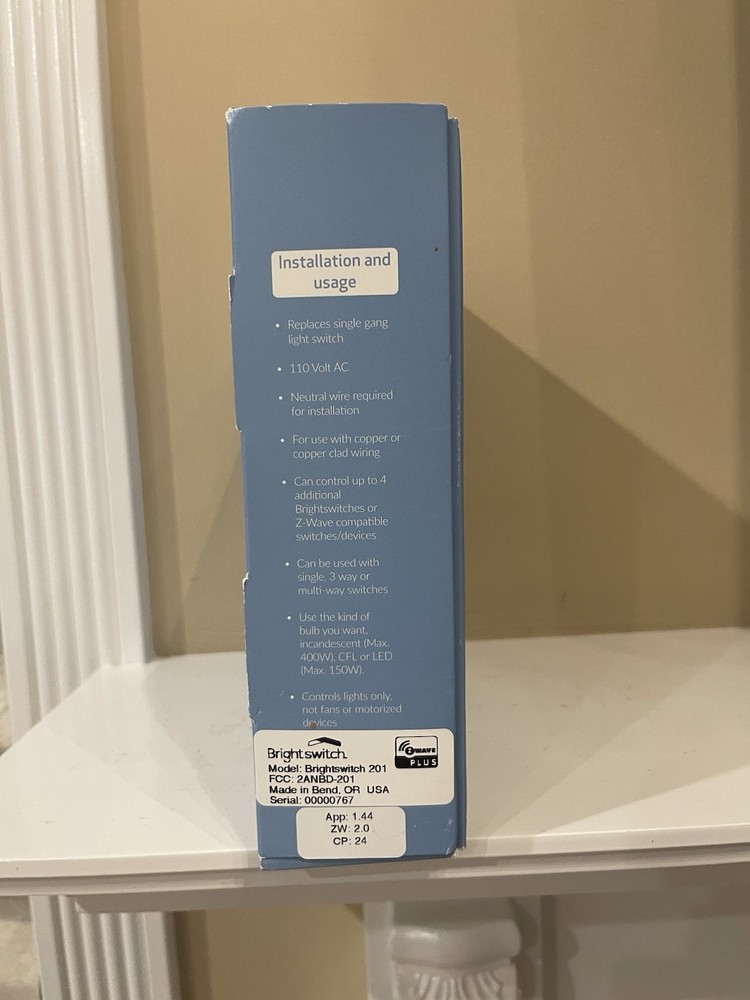 Installation and
usage
• Replaces single gang
light switch
• 110 Volt AC
• Neutral wire required
for installation
• For use with copper or
copper clad wiring
• Can control up to 4
additional
Brightswitches or
Z-Wave compatible
switches/devices
• Can be used with
single, 3 way or
multi-way switches
• Use the kind of
bulb you want,
incandescent (Max.
400W), CFL or LED
(Max. 150W).
• Controls lights only,
not fans or motorized
devices
Brightswitch.
Z WAVE
PLUS
Model: Brightswitch 201
FCC: 2ANBD-201
Made in Bend, OR USA
Serial: 00000767
App: 1.44
ZW: 2.0
CP: 24